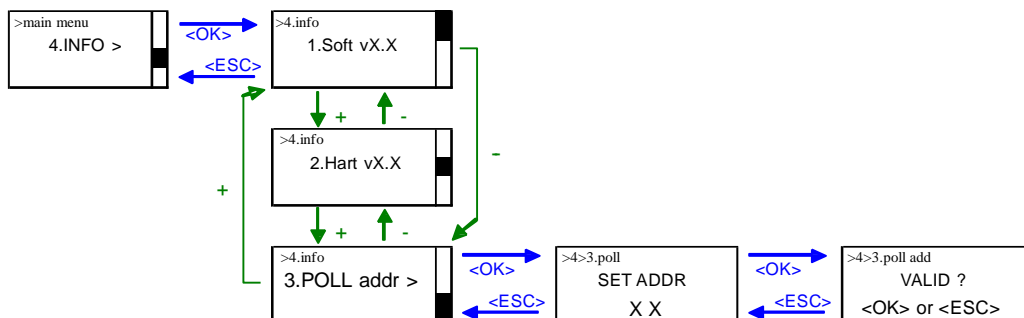 >main menu
4.INFO >
<OK>
<ESC>
>4.info
1.Soft vX.X
+
-
>4.info
2.Hart vX.X
+
-
+
-
>4.info
3.POLL addr >
<OK>
<ESC>
>4>3.poll
SET ADDR
X X
<OK>
<ESC>
>4>3.poll add
VALID ?
<OK> or <ESC>